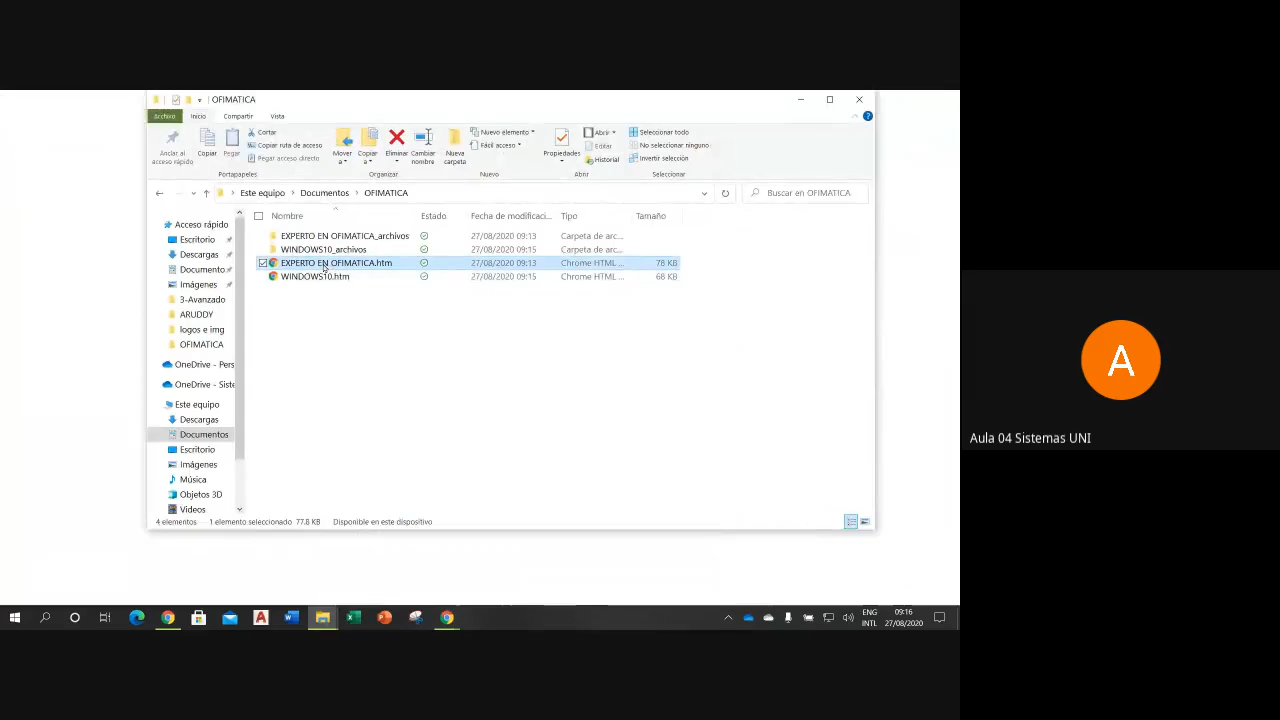 OFIMATICA
Archivo Inicio Compartir Vista
Anclar al acceso rápido
Copiar
Pegar
Cortar
Copiar ruta de acceso
Pegar acceso directo
Portapapeles
Mover a
Copiar a
Eliminar
Cambiar nombre
Organizar
Nueva carpeta
Nuevo elemento
Fácil acceso
Nuevo
Propiedades
Abrir
Editar
Historial
Abrir
Seleccionar todo
No seleccionar ninguno
Invertir selección
Seleccionar
Este equipo > Documentos > OFIMATICA
Buscar en OFIMATICA
Nombre Estado Fecha de modificaci... Tipo Tamaño
EXPERTO EN OFIMATICA_archivos 27/08/2020 09:13 Carpeta de arc...
WINDOWS10_archivos 27/08/2020 09:15 Carpeta de arc...
EXPERTO EN OFIMATICA.htm 27/08/2020 09:13 Chrome HTML ... 78 KB
WINDOWS10.htm 27/08/2020 09:15 Chrome HTML ... 68 KB
Acceso rápido
Escritorio
Descargas
Documento
Imágenes
3-Avanzado
ARUDDY
logos e img
OFIMATICA
OneDrive - Pers
OneDrive - Siste
Este equipo
Descargas
Documentos
Escritorio
Imágenes
Música
Objetos 3D
Videos
4 elementos 1 elemento seleccionado 77.8 KB Disponible en este dispositivo
ENG
INTL
09:16
27/08/2020
A
Aula 04 Sistemas UNI